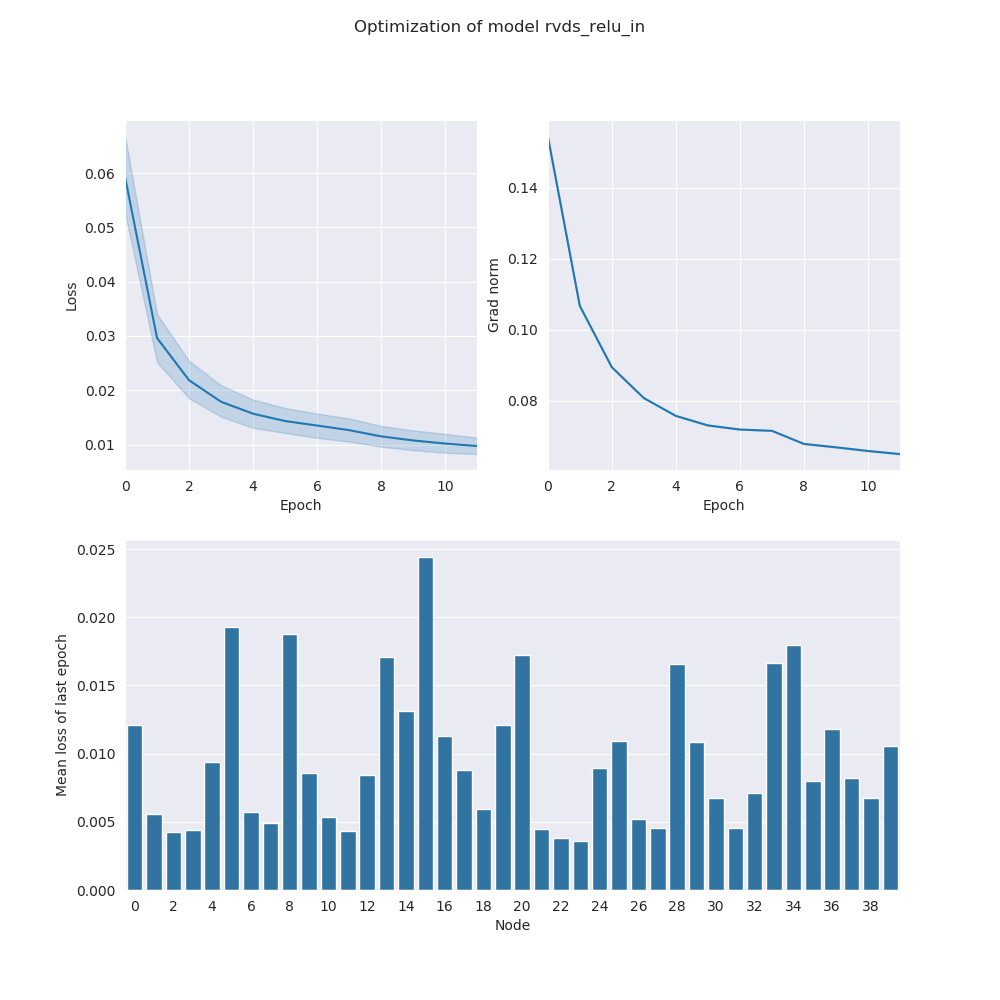 Optimization of model rvds_relu_in
0.06
0.05
0.04
0.03
0.02
0.01
Loss
0 2 4 6 8 10
Epoch
0.14
0.12
0.10
0.08
Grad norm
0 2 4 6 8 10
Epoch
0.025
0.020
0.015
0.010
0.005
0.000
Mean loss of last epoch
0 2 4 6 8 10 12 14 16 18 20 22 24 26 28 30 32 34 36 38
Node